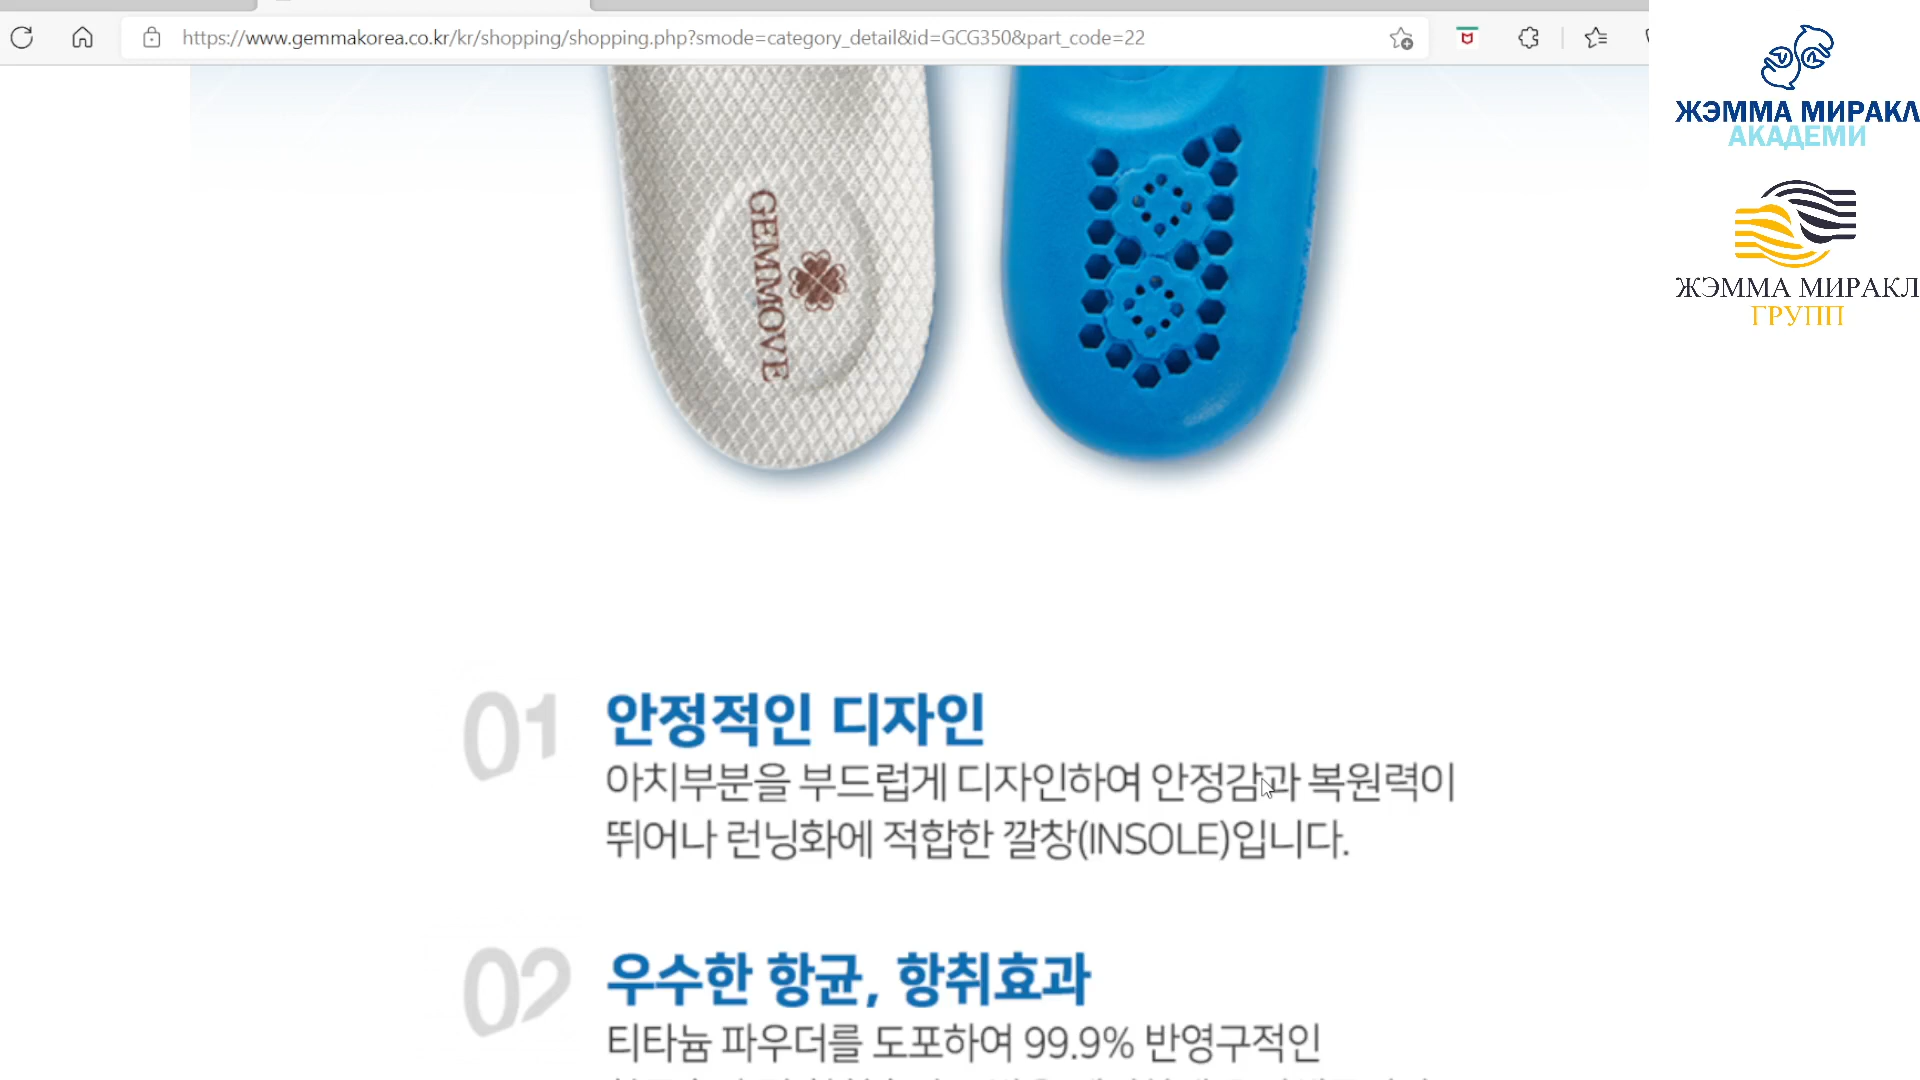 https://www.gemmakorea.co.kr/kr/shopping/shopping.php?smode=category_detail&id=GCG350&part_code=22
ЖЭММА МИРАКЛ
АКАДЕМИ
ЖЭММА МИРАКЛ
ГРУПП
GEMMOVE
01 안정적인 디자인
아치부분을 부드럽게 디자인하여 안정감과 복원력이
뛰어나 런닝화에 적합한 깔창(INSOLE)입니다.
02 우수한 항균, 항취효과
티타늄 파우더를 도포하여 99.9% 반영구적인